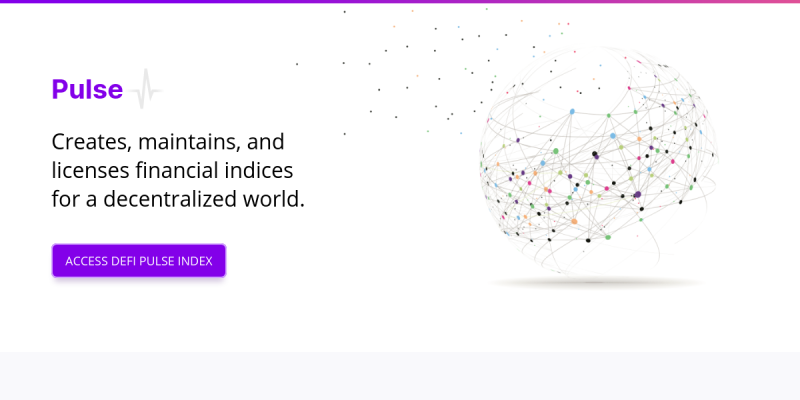 Pulse
Creates, maintains, and
licenses financial indices
for a decentralized world.
ACCESS DEFI PULSE INDEX